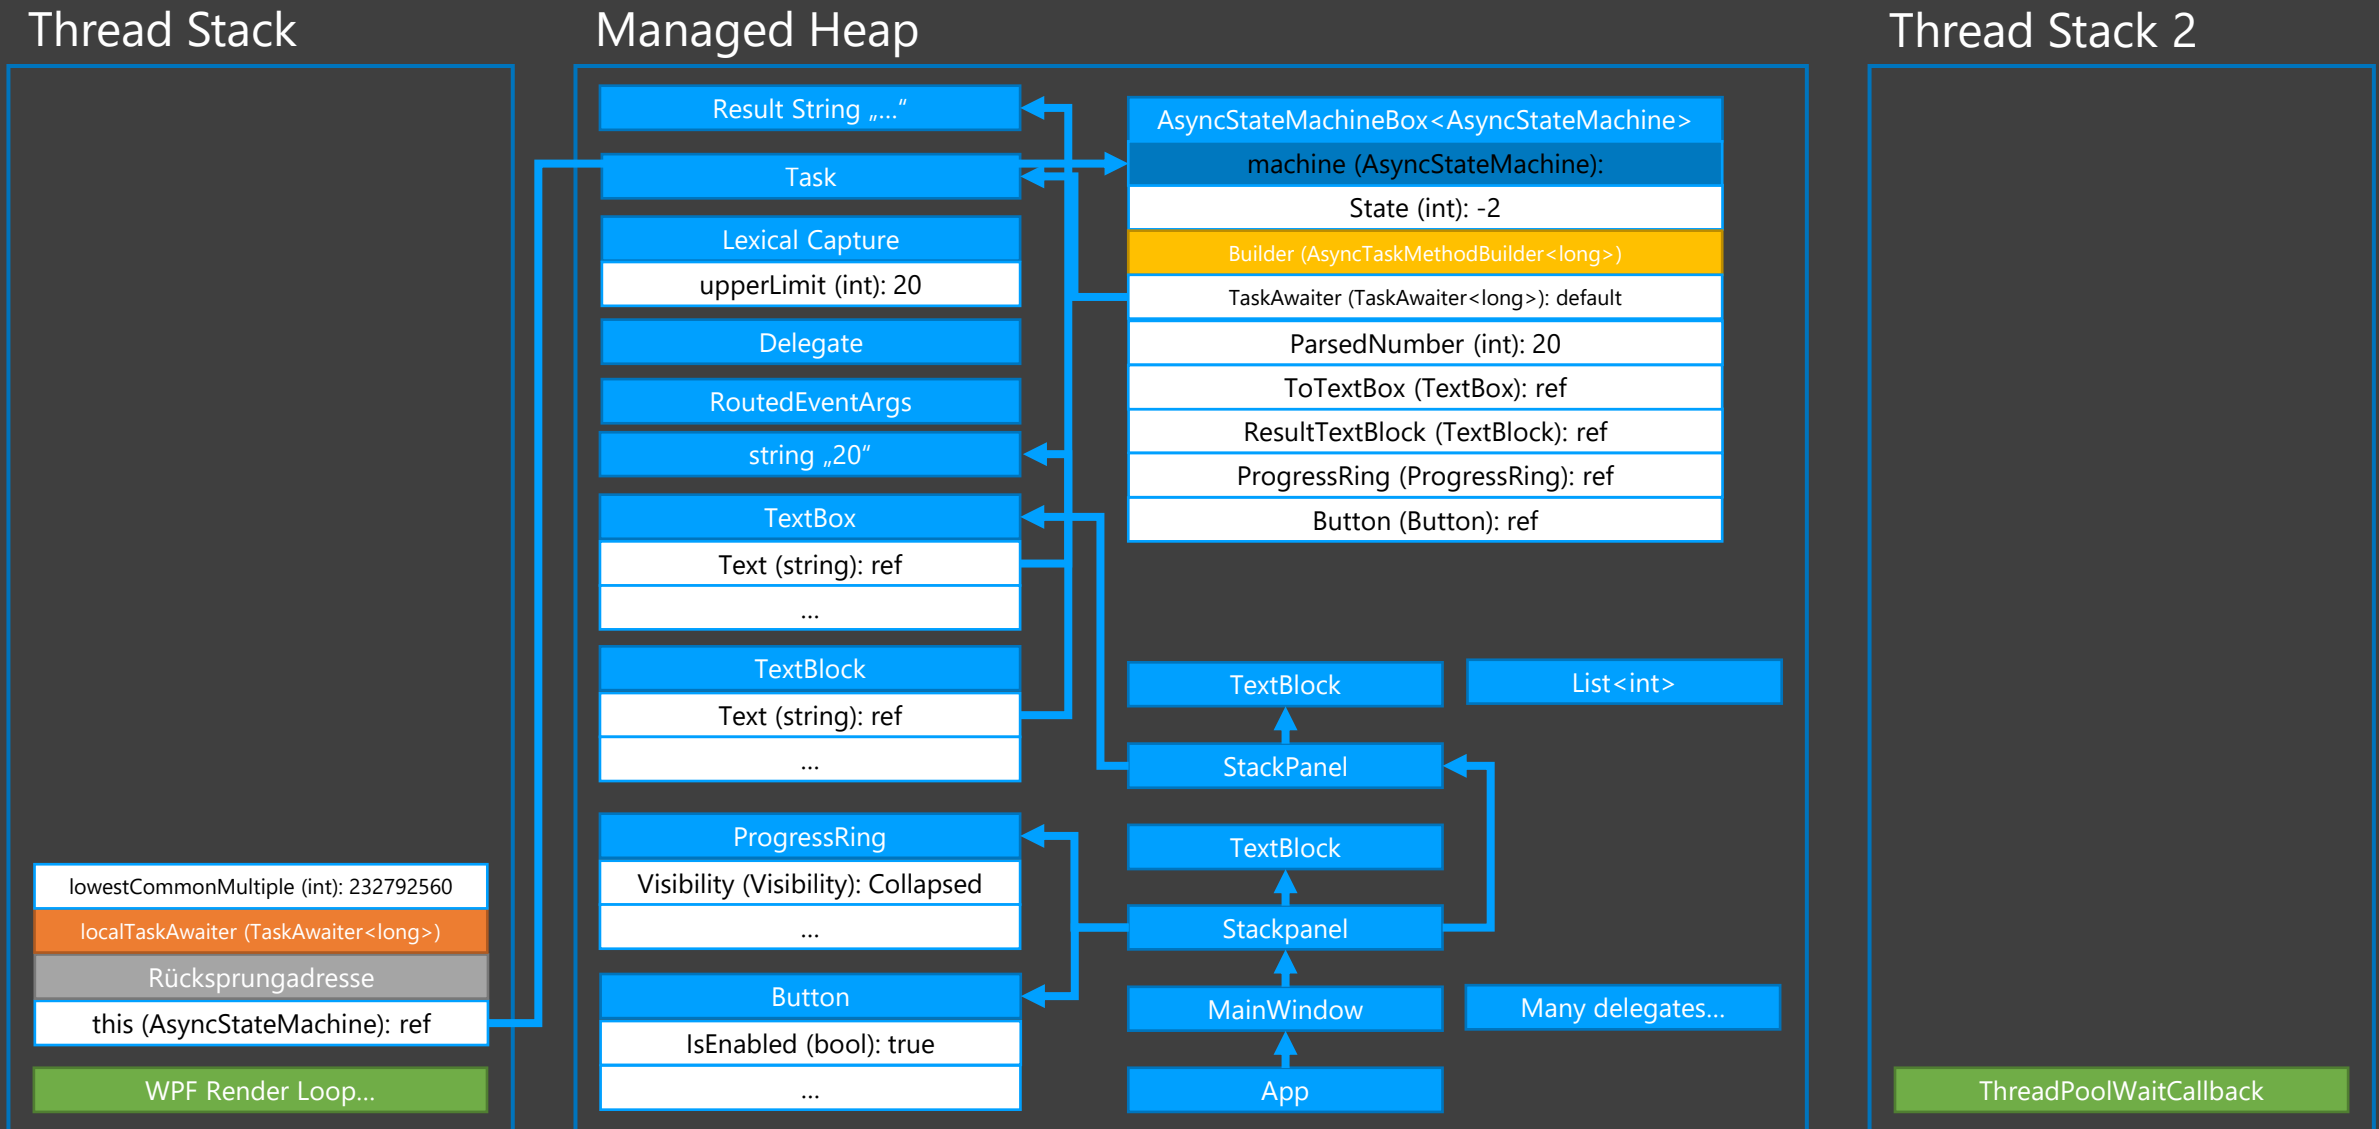 Thread Stack
lowestCommonMultiple (int): 232792560
localTaskAwaiter (TaskAwaiter<long>)
Rücksprungadresse
this (AsyncStateMachine): ref
WPF Render Loop…
Managed Heap
Result String „…“
Task
Lexical Capture
upperLimit (int): 20
Delegate
RoutedEventArgs
string „20“
TextBox
Text (string): ref
…
TextBlock
Text (string): ref
…
ProgressRing
Visibility (Visibility): Collapsed
…
Button
IsEnabled (bool): true
…
AsyncStateMachineBox<AsyncStateMachine>
machine (AsyncStateMachine):
State (int): -2
Builder (AsyncTaskMethodBuilder<long>)
TaskAwaiter (TaskAwaiter<long>): default
ParsedNumber (int): 20
ToTextBox (TextBox): ref
ResultTextBlock (TextBlock): ref
ProgressRing (ProgressRing): ref
Button (Button): ref
TextBlock
List<int>
StackPanel
TextBlock
Stackpanel
MainWindow
Many delegates…
App
Thread Stack 2
ThreadPoolWaitCallback